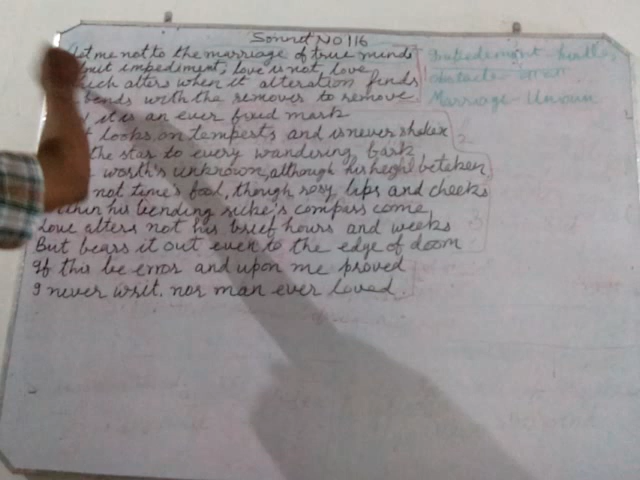 Sonnet No 116
Let me not to the marriage of true minds
impediment, love is not, love
alters when it alteration finds
bends with the remover to remove
it is an ever fixed mark
looks on tempests and is never shaken
the star to every wandering bark
worth's unknown, although his height be taken
not time's fool, though rosy lips and cheeks
his bending sickle's compass come,
Love alters not his brief hours and weeks
But bears it out even to the edge of doom
If this be error and upon me proved
I never writ, nor man ever loved.
Impediment - hurdle,
obstacle
Marriage - Union
2
3